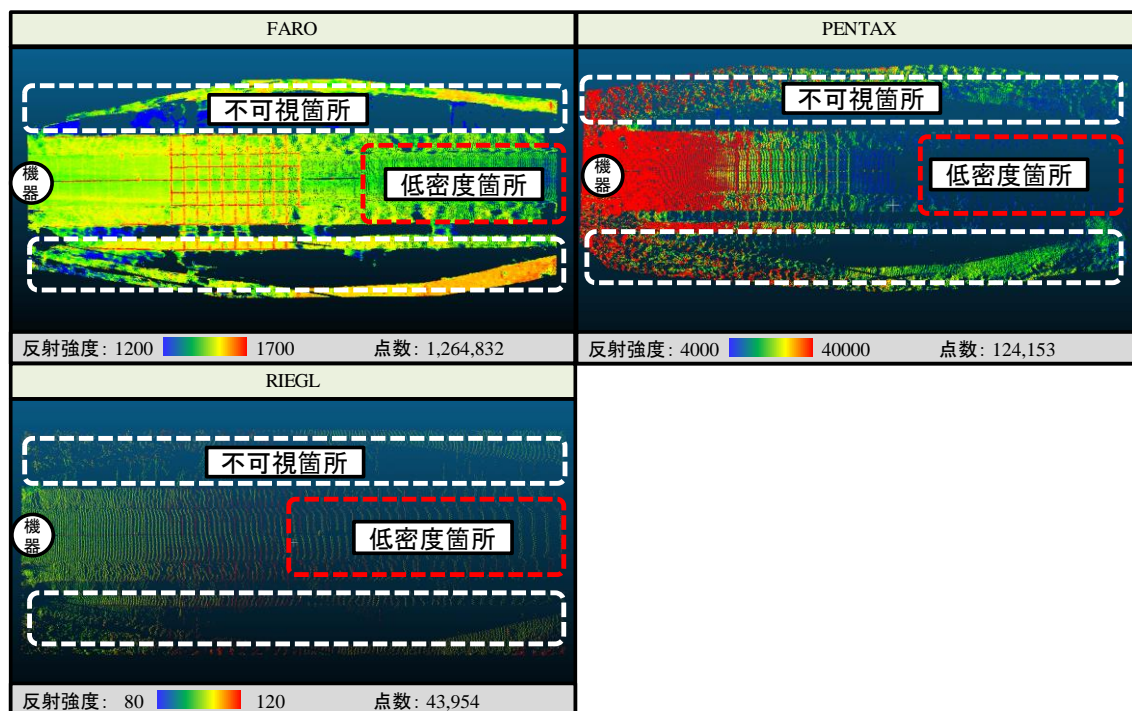 FARO
不可視箇所
機器
低密度箇所
反射強度: 1200 1700 点数: 1,264,832
PENTAX
不可視箇所
機器
低密度箇所
反射強度: 4000 40000 点数: 124,153
RIEGL
不可視箇所
機器
低密度箇所
反射強度: 80 120 点数: 43,954